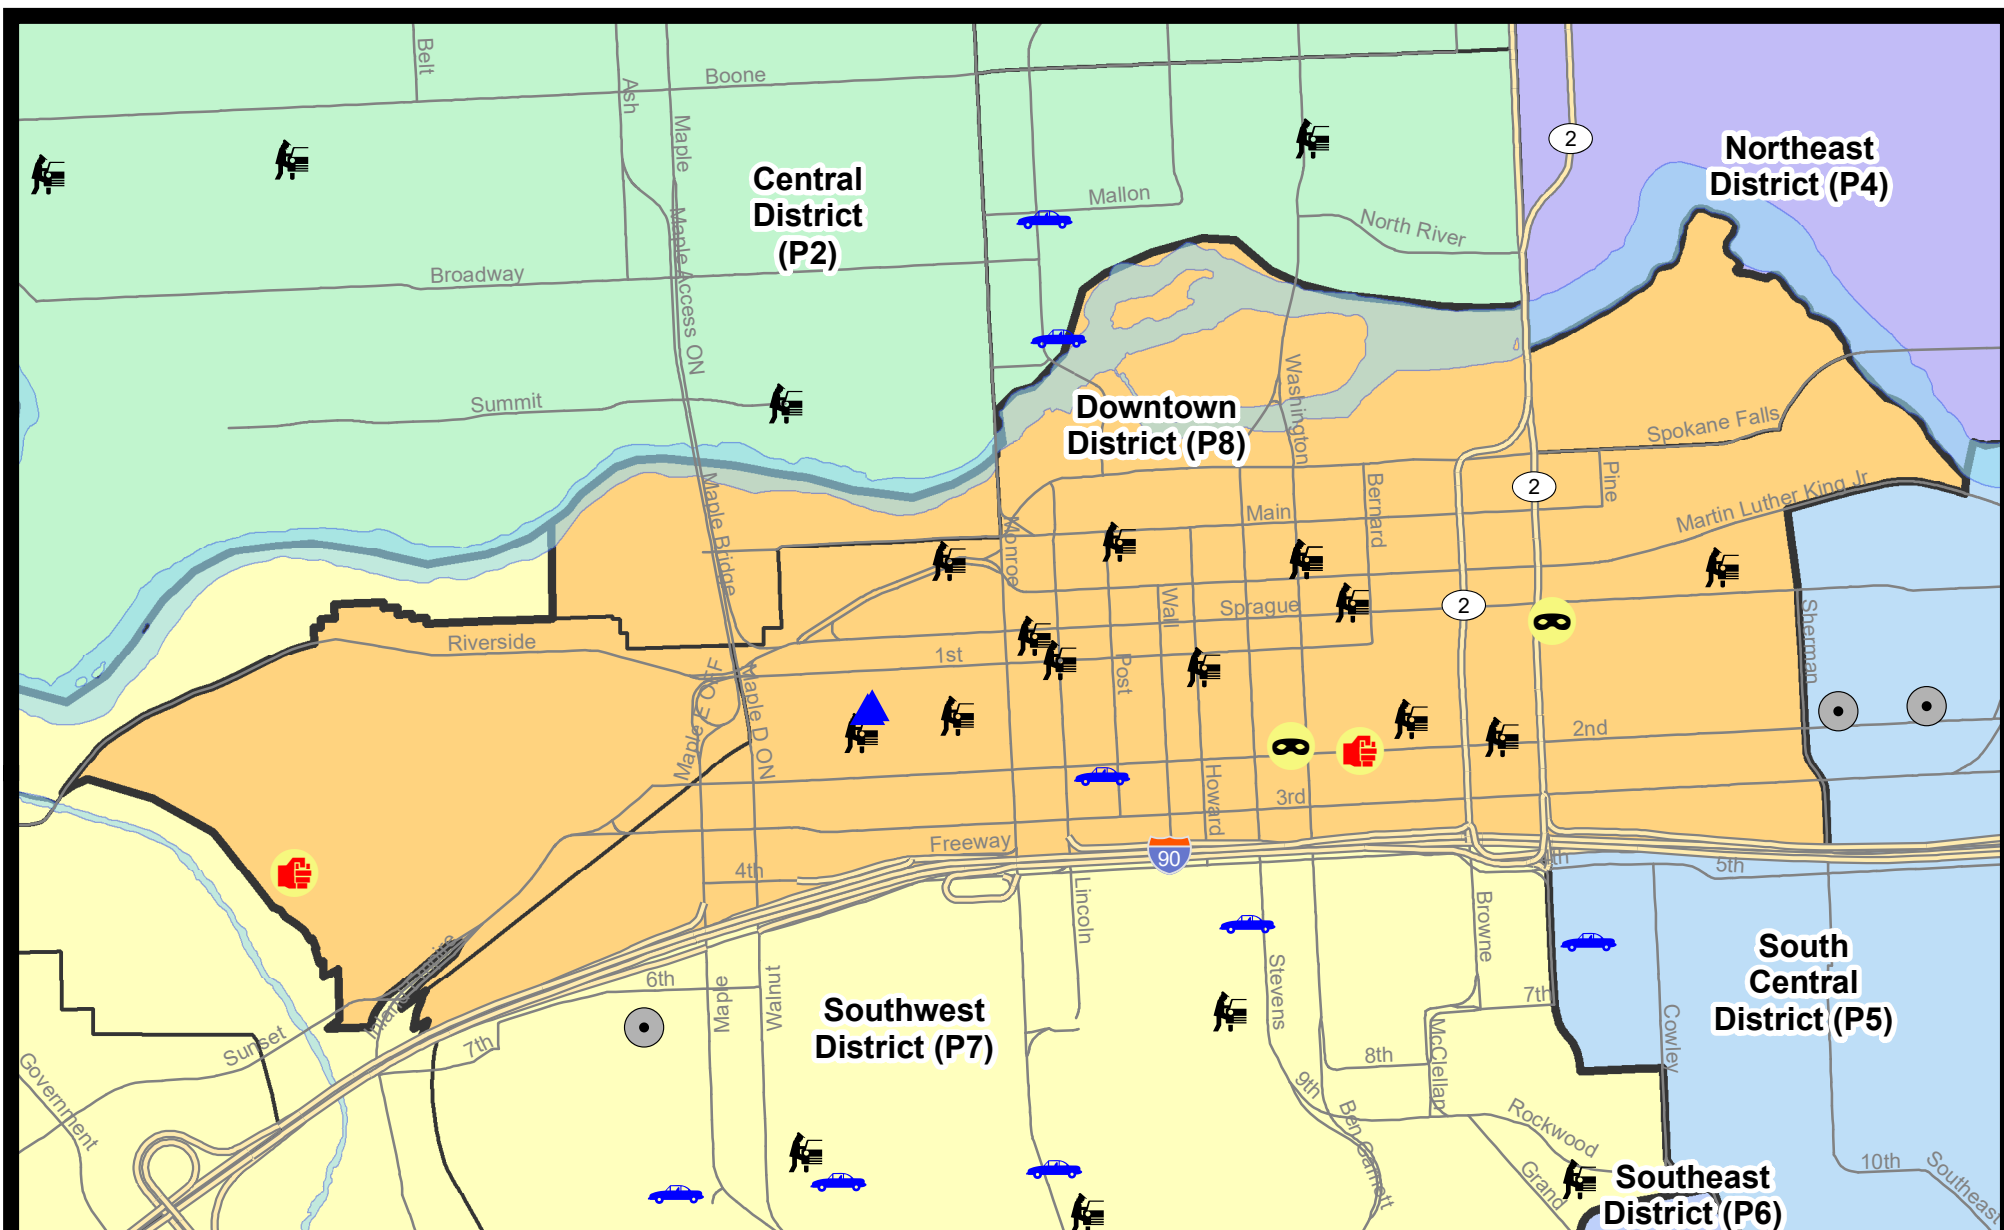 Belt
Ash
Boone
Maple
2
Northeast
District (P4)
Central
District
(P2)
Mallon
Maple Access ON
North River
Broadway
Washington
Summit
Downtown
District (P8)
Spokane Falls
Pine
Maple Bridge
Bernard
2
Main
Martin Luther King Jr
Monroe
Wall
Sprague
2
Sherman
Riverside
1st
Post
Maple E OFF
Maple D ON
2nd
Howard
3rd
Freeway
90
4th
4th
5th
Lincoln
Browne
South
Central
District (P5)
Stevens
6th
Maple
Walnut
Southwest
District (P7)
7th
Sunset
7th
Government
8th
McClellan
Cowley
9th
Ben Garnett
Rockwood
Grand
10th
Southeast
Southeast
District (P6)